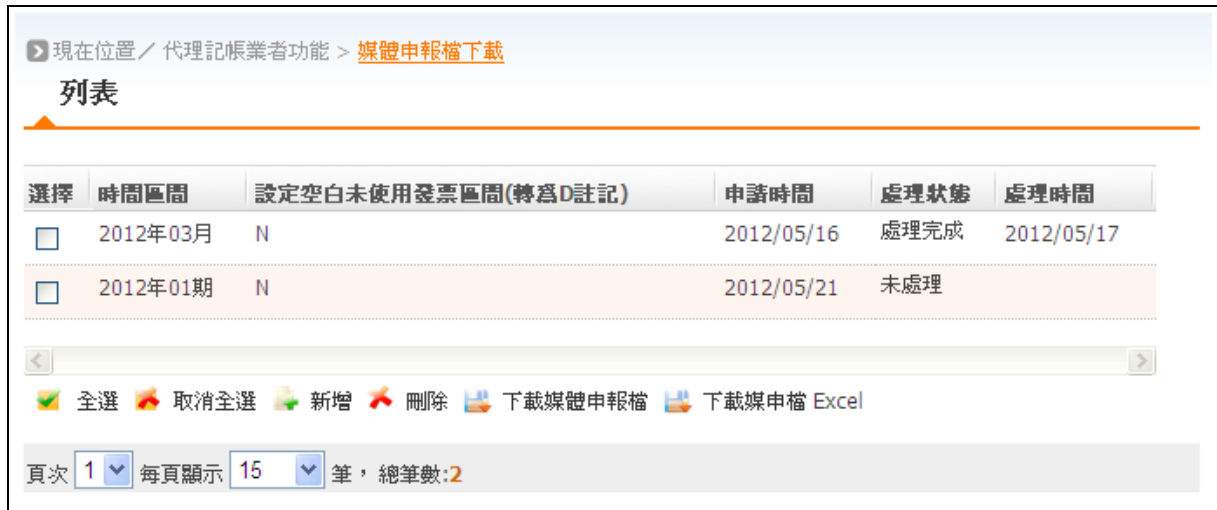 現在位置／ 代理記帳業者功能 > 媒體申報檔下載
列表
選擇 時間區間 設定空白未使用發票區間(轉為D註記) 申請時間 處理狀態 處理時間
2012年03月 N 2012/05/16 處理完成 2012/05/17
2012年01期 N 2012/05/21 未處理
全選 取消全選 新增 刪除 下載媒體申報檔 下載媒申檔 Excel
頁次 1 每頁顯示 15 筆，總筆數:2